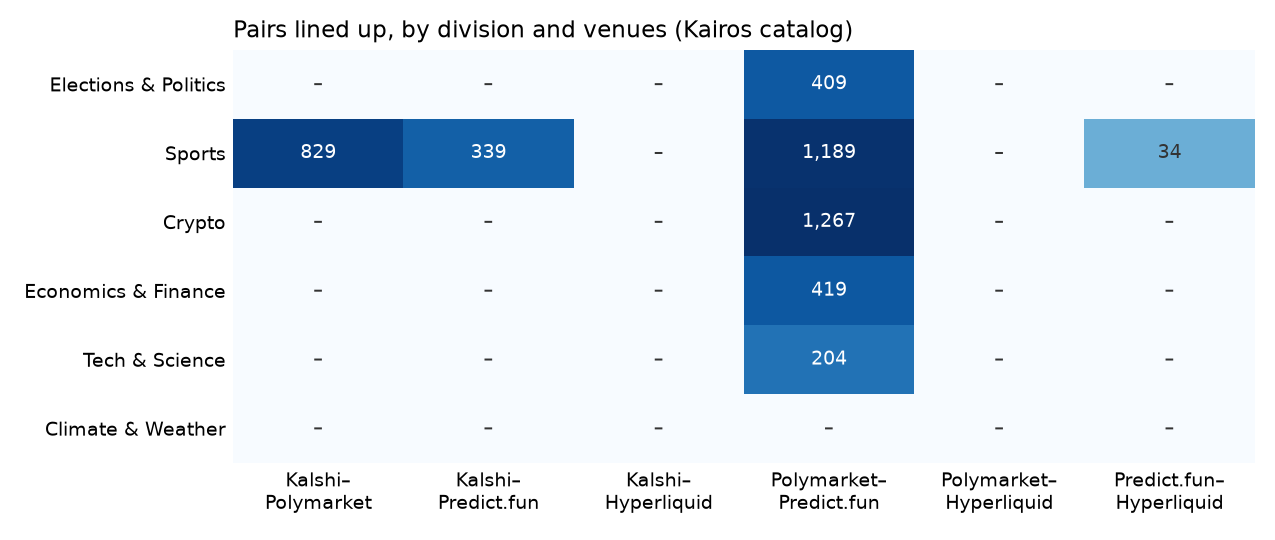 Pairs lined up, by division and venues (Kairos catalog)
Elections & Politics – – – 409 – –
Sports 829 339 – 1,189 – 34
Crypto – – – 1,267 – –
Economics & Finance – – – 419 – –
Tech & Science – – – 204 – –
Climate & Weather – – – – – –
Kalshi– Kalshi– Kalshi– Polymarket– Polymarket– Predict.fun–
Polymarket Predict.fun Hyperliquid Predict.fun Hyperliquid Hyperliquid